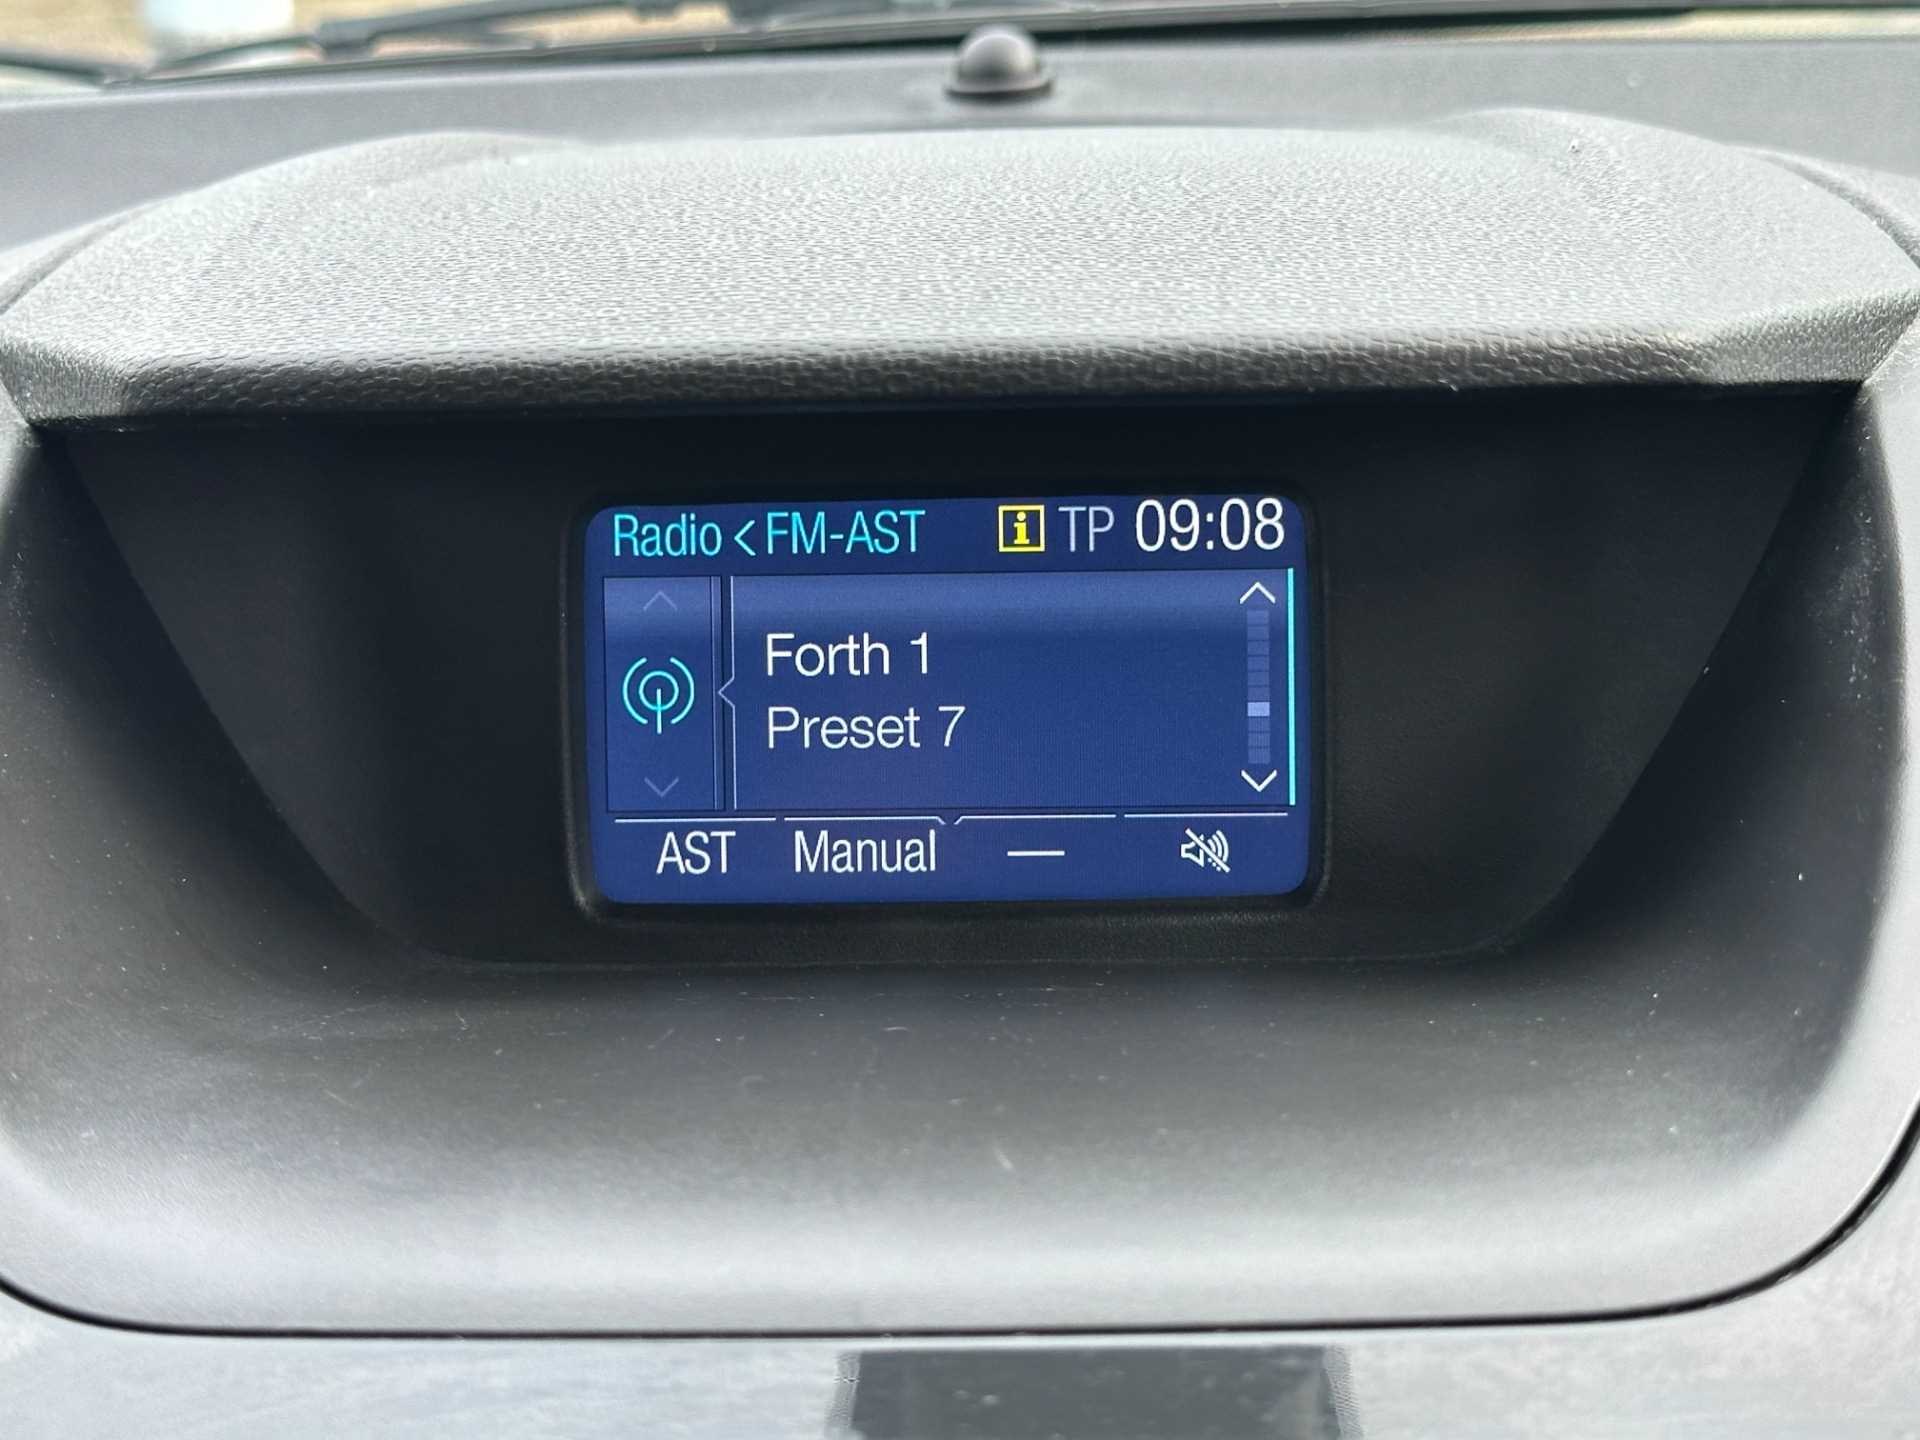 Radio < FM-AST i TP 09:08
Forth 1
Preset 7
AST Manual —